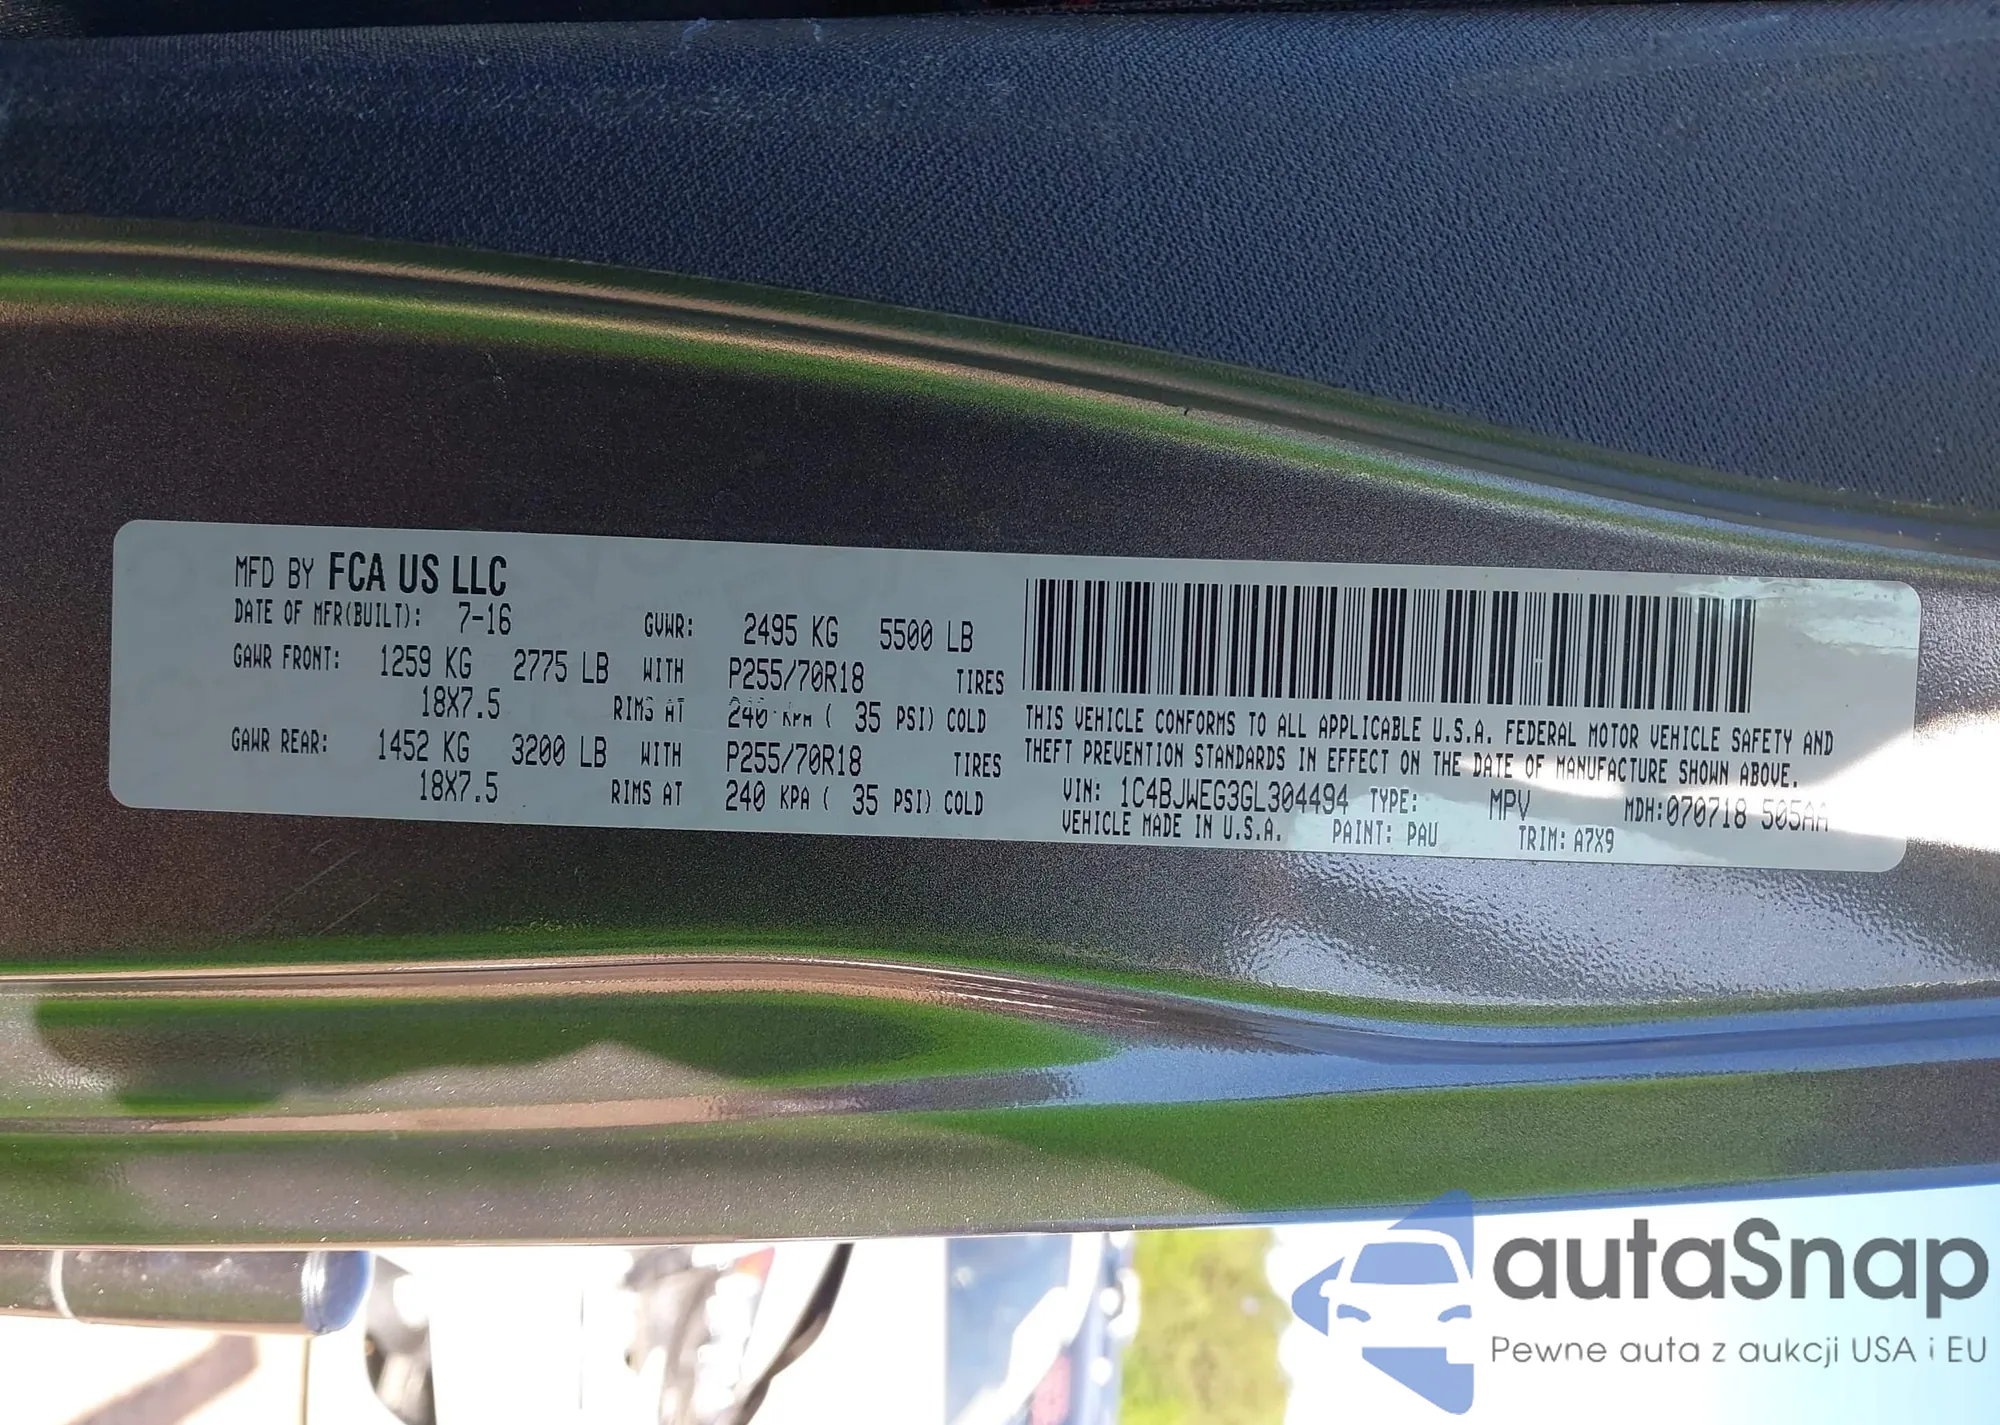 MFD BY FCA US LLC
DATE OF MFR(BUILT): 7-16 GVWR: 2495 KG 5500 LB
GAWR FRONT: 1259 KG 2775 LB WITH P255/70R18 TIRES
18X7.5 RIMS AT 240 KPA ( 35 PSI) COLD
GAWR REAR: 1452 KG 3200 LB WITH P255/70R18 TIRES
18X7.5 RIMS AT 240 KPA ( 35 PSI) COLD
THIS VEHICLE CONFORMS TO ALL APPLICABLE U.S.A. FEDERAL MOTOR VEHICLE SAFETY AND
THEFT PREVENTION STANDARDS IN EFFECT ON THE DATE OF MANUFACTURE SHOWN ABOVE.
VIN: 1C4BJWEG3GL304494 TYPE: MPV MDH:070718 505AA
VEHICLE MADE IN U.S.A. PAINT: PAU TRIM: A7X9
autaSnap
Pewne auta z aukcji USA i EU